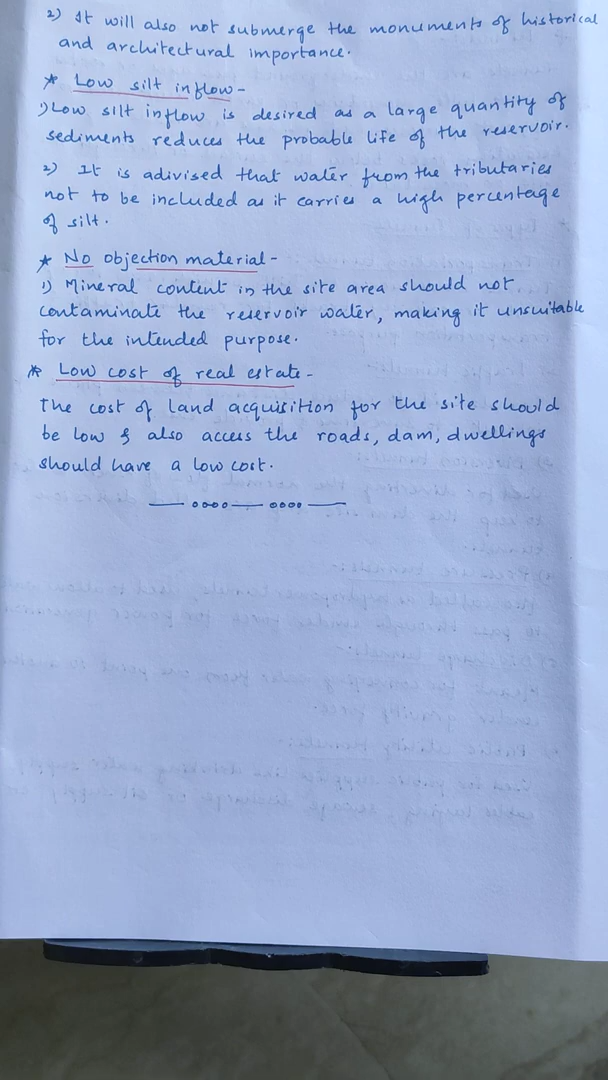 2) It will also not submerge the monuments of historical
and architectural importance.
* Low silt inflow -
1) Low silt inflow is desired as a large quantity of
sediments reduces the probable life of the reservoir.
2) It is adivised that water from the tributaries
not to be included as it carries a high percentage
of silt.
* No objection material -
1) Mineral content in the site area should not
contaminate the reservoir water, making it unsuitable
for the intended purpose.
* Low cost of real estate -
The cost of land acquisition for the site should
be low & also access the roads, dam, dwellings
should have a low cost.